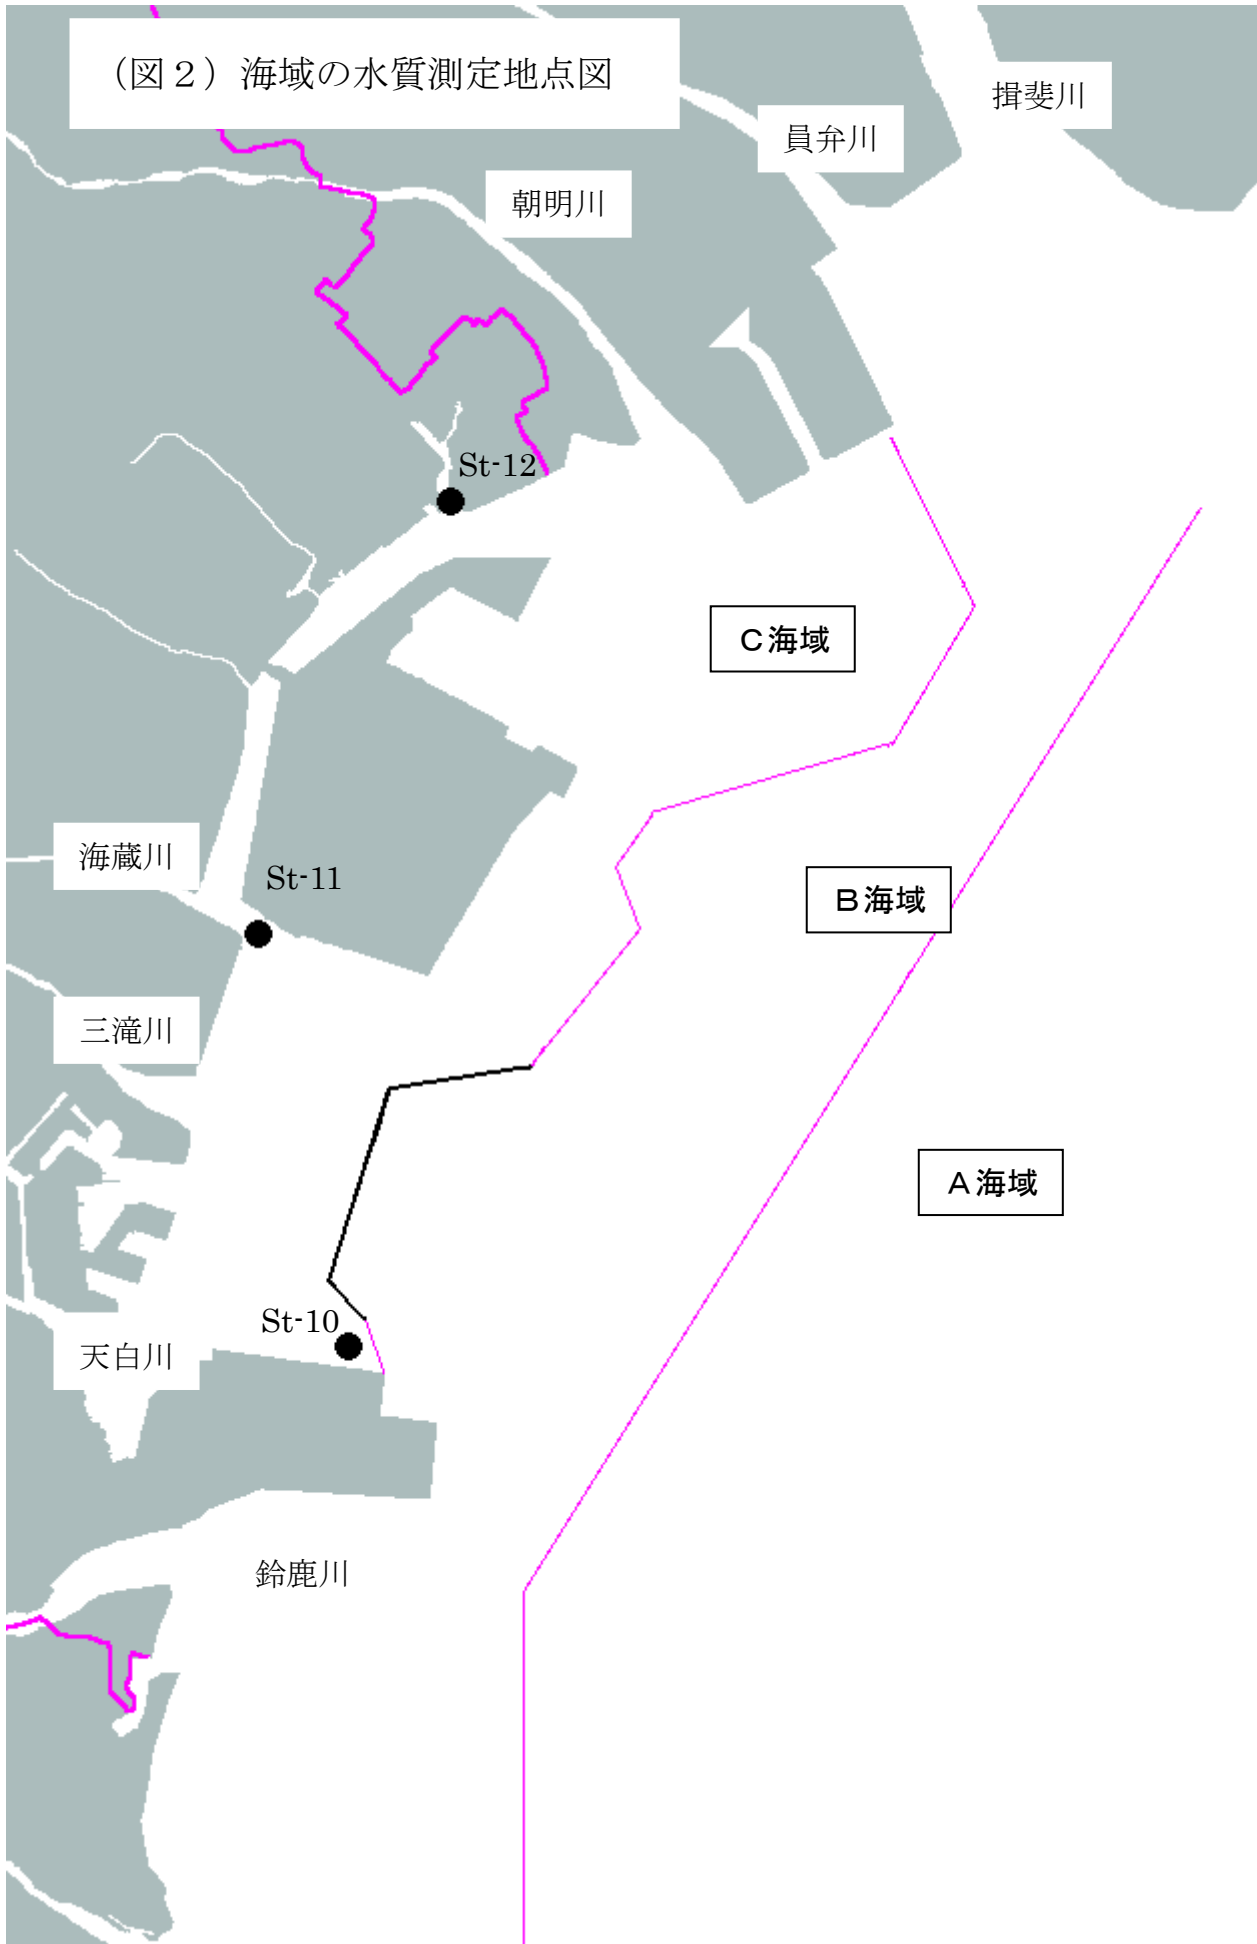 （図２）海域の水質測定地点図
揖斐川
員弁川
朝明川
St-12
Ｃ海域
海蔵川
St-11
Ｂ海域
三滝川
Ａ海域
St-10
天白川
鈴鹿川